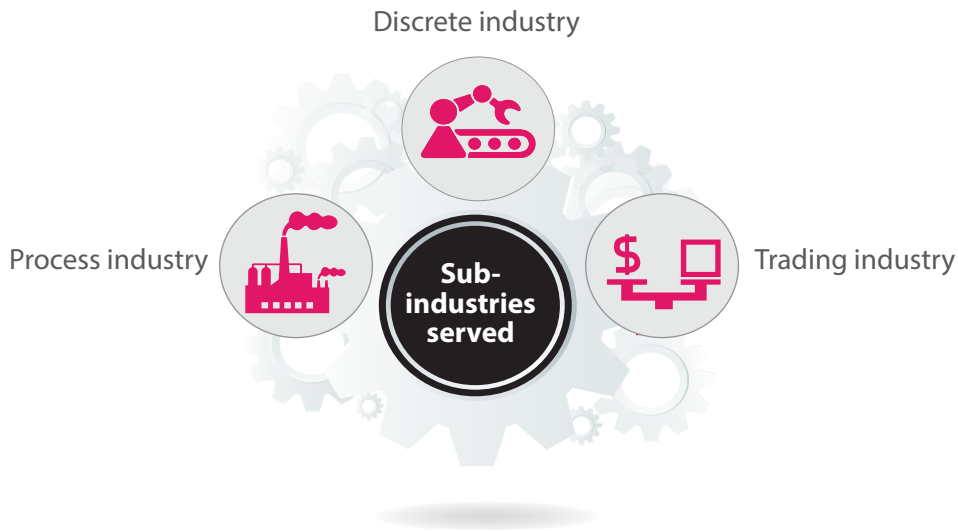 Discrete industry
Process industry
Sub-
industries
served
$
Trading industry